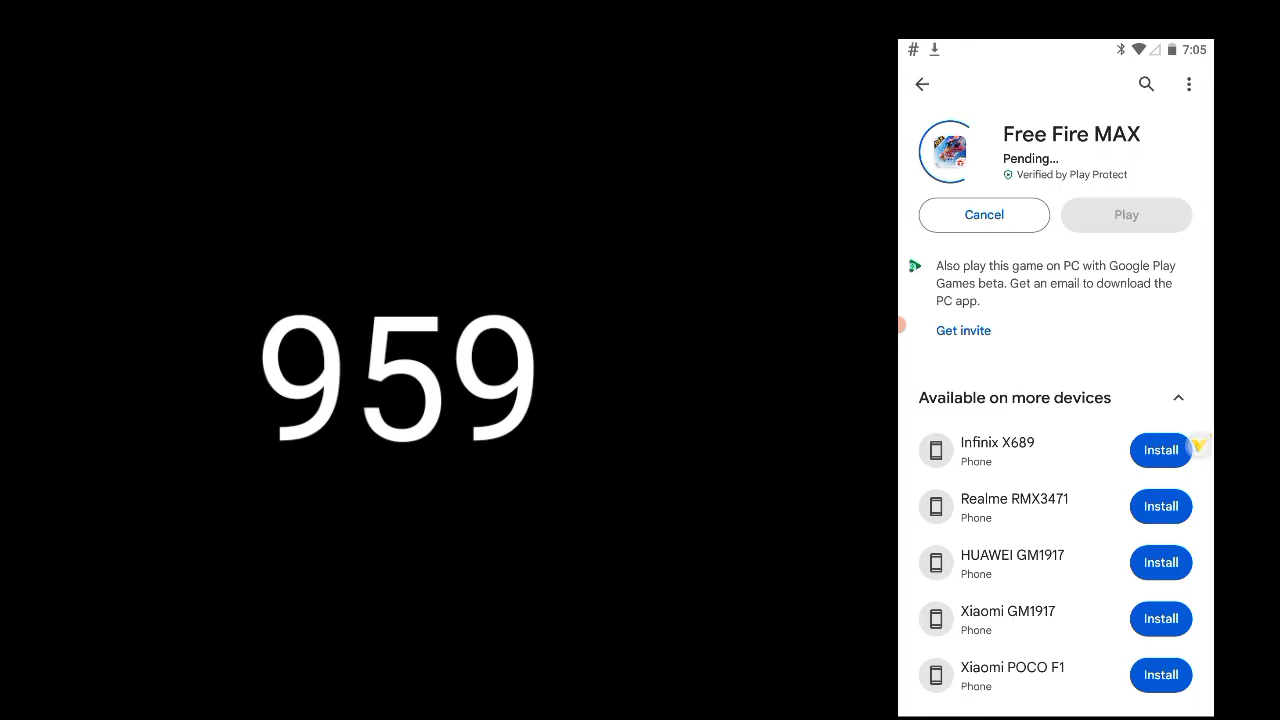 959
7:05
Free Fire MAX
Pending...
Verified by Play Protect
Cancel
Play
Also play this game on PC with Google Play
Games beta. Get an email to download the
PC app.
Get invite
Available on more devices
Infinix X689
Phone
Install
Realme RMX3471
Phone
Install
HUAWEI GM1917
Phone
Install
Xiaomi GM1917
Phone
Install
Xiaomi POCO F1
Phone
Install